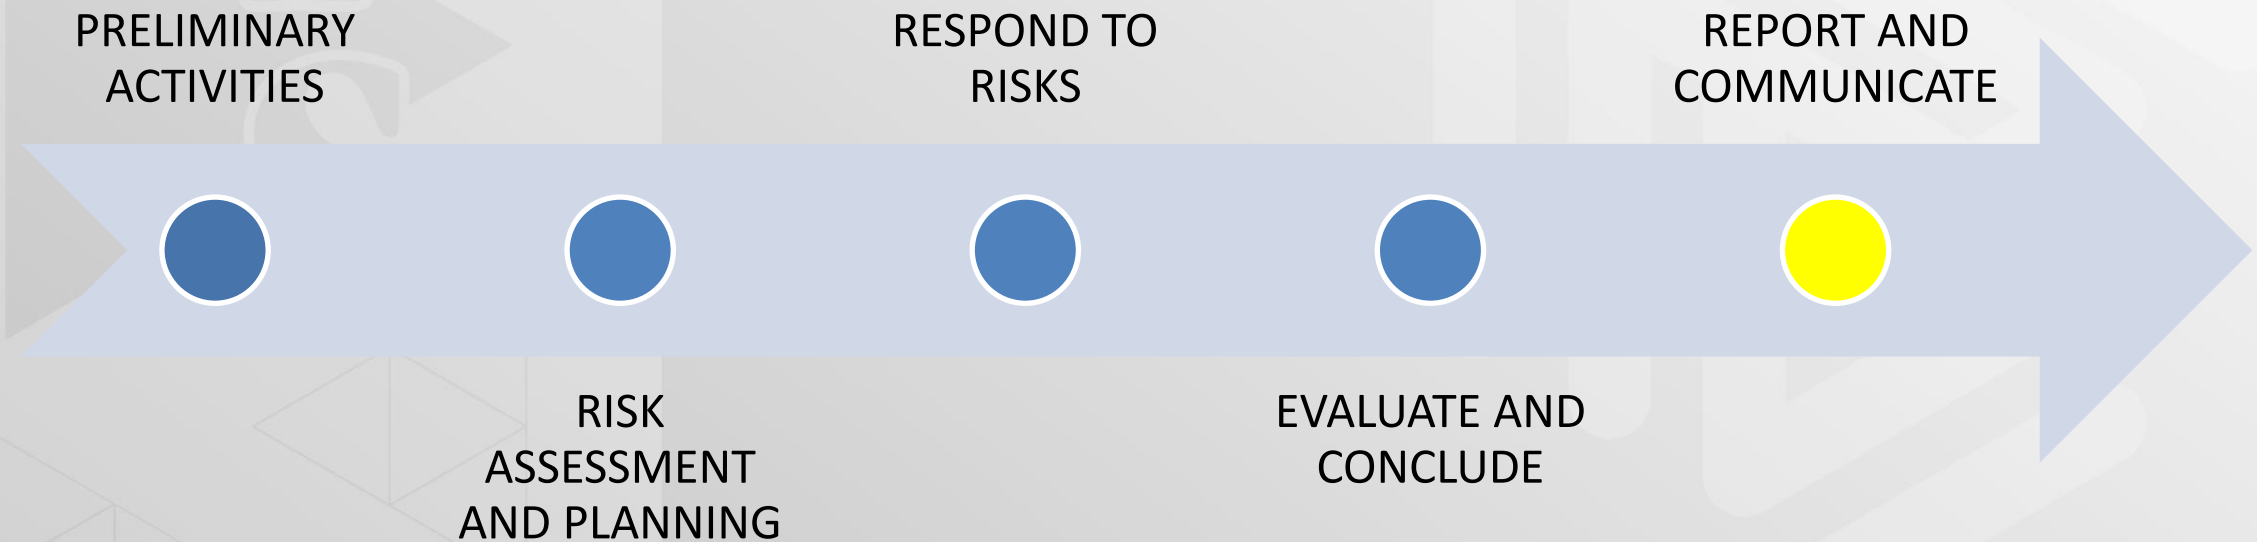 PRELIMINARY
ACTIVITIES
RISK
ASSESSMENT
AND PLANNING
RESPOND TO
RISKS
EVALUATE AND
CONCLUDE
REPORT AND
COMMUNICATE